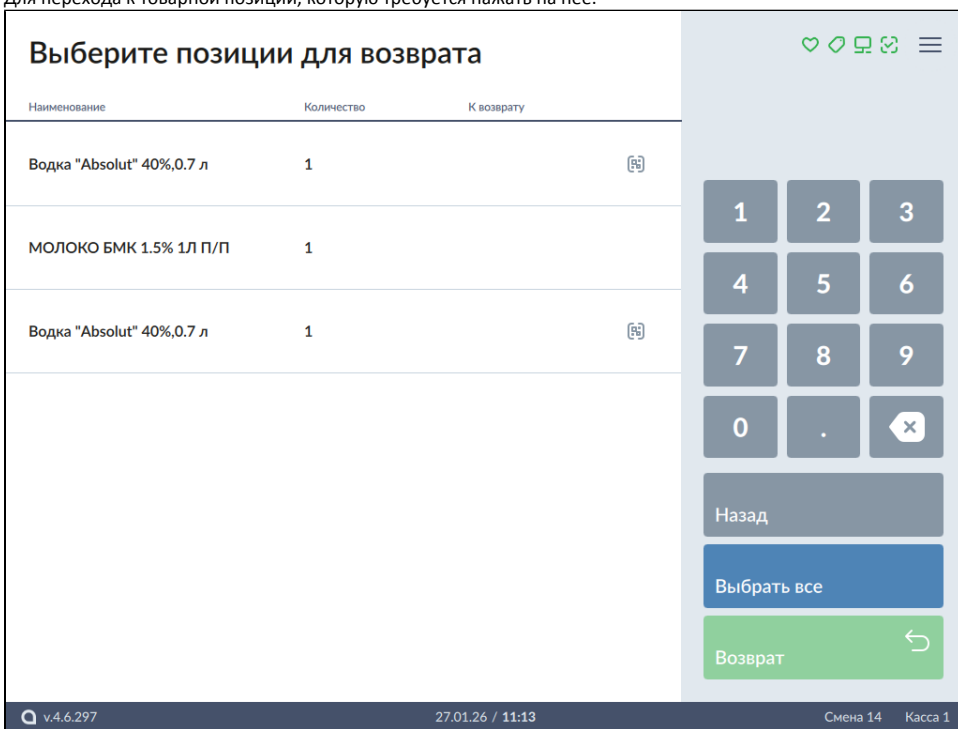 Для перехода к товарной позиции, которую требуется нажать на нее.
Выберите позиции для возврата
Наименование Количество К возврату
Водка "Absolut" 40%,0.7 л 1
МОЛОКО БМК 1.5% 1Л П/П 1
Водка "Absolut" 40%,0.7 л 1
1 2 3
4 5 6
7 8 9
0 .
Назад
Выбрать все
Возврат
v.4.6.297 27.01.26 / 11:13 Смена 14 Касса 1